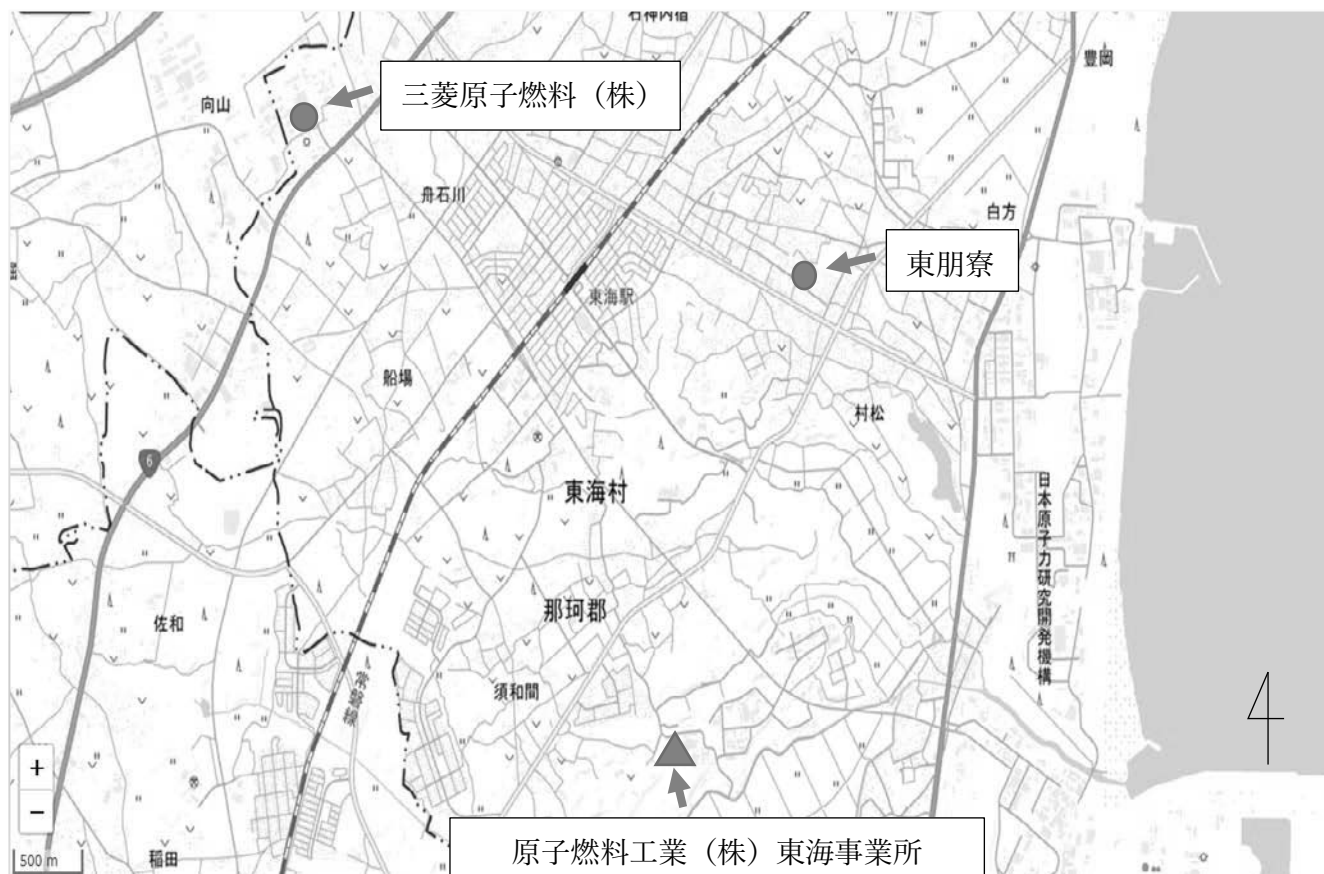 石神内宿
豊岡
三菱原子燃料（株）
向山
舟石川
白方
東朋寮
東海駅
船場
村松
6
東海村
日本原子力研究開発機構
那珂郡
佐和
常磐線
須和間
+
−
原子燃料工業（株）東海事業所
500 m
稲田